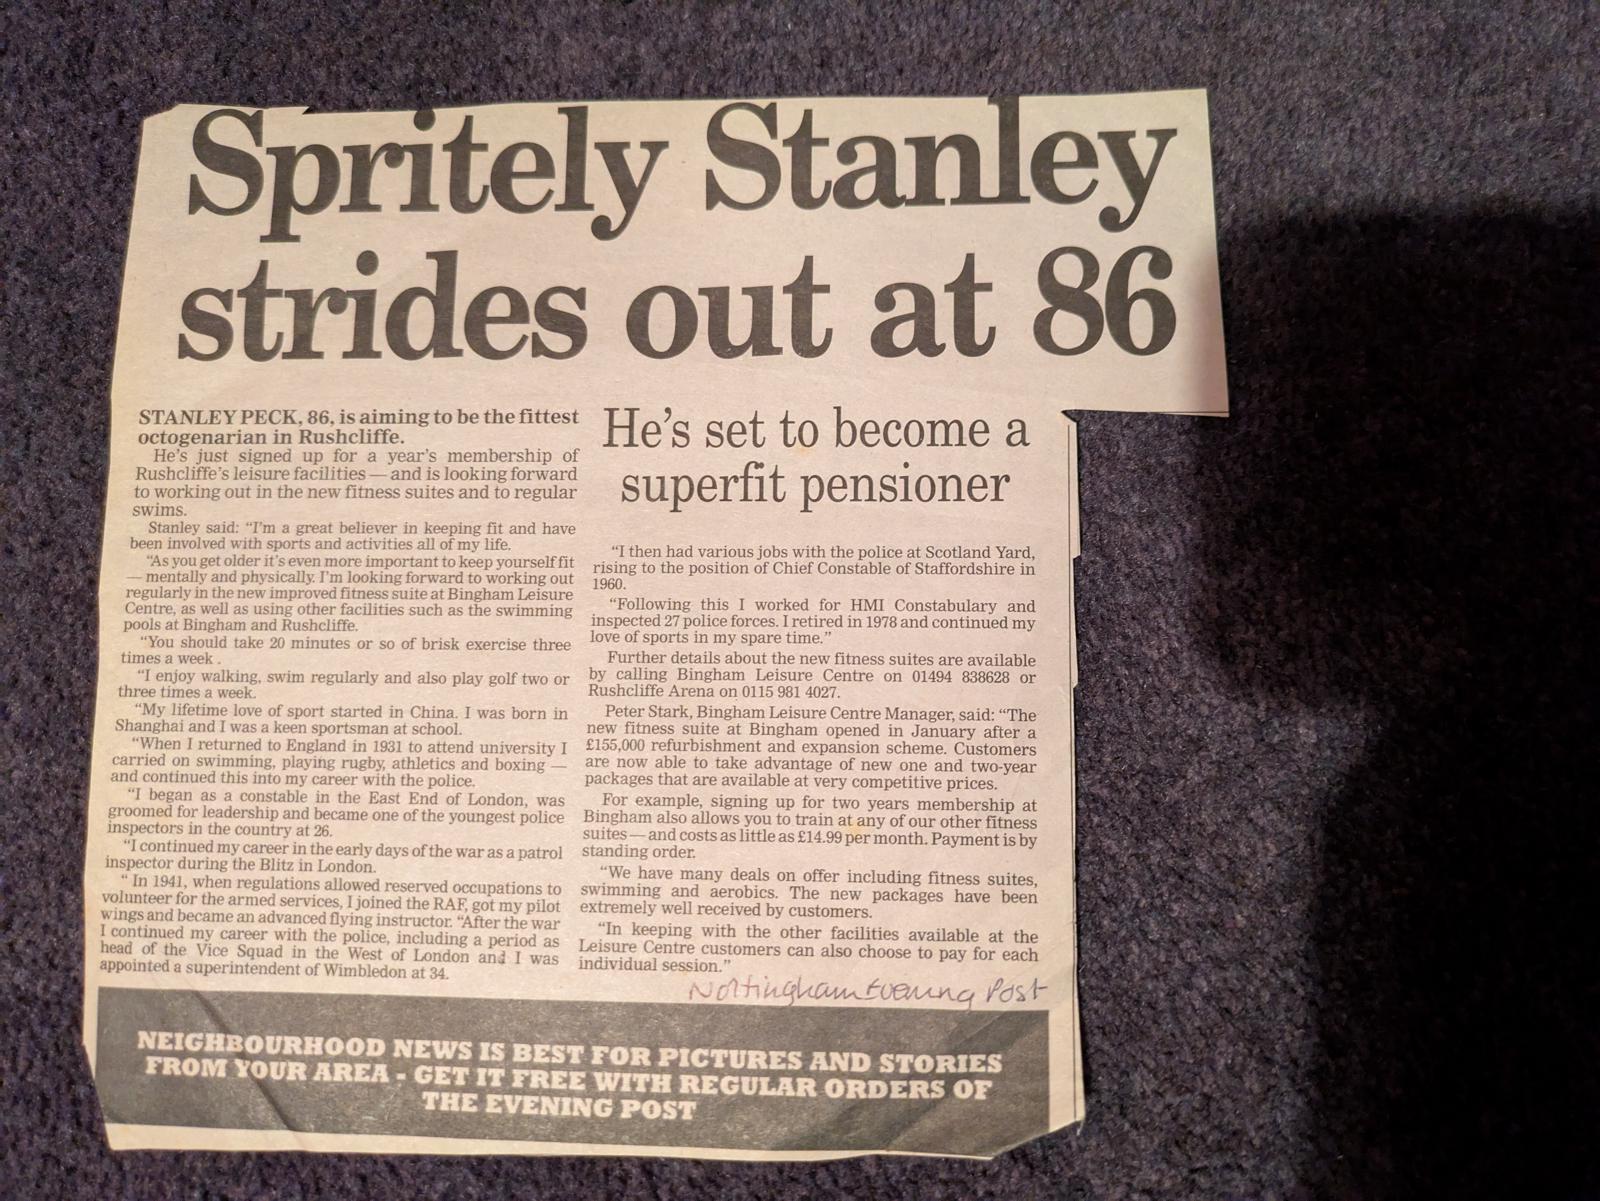 Spritely Stanley
strides out at 86
STANLEY PECK, 86, is aiming to be the fittest
octogenarian in Rushcliffe.
He's just signed up for a year's membership of
Rushcliffe's leisure facilities — and is looking forward
to working out in the new fitness suites and to regular
swims.
Stanley said: "I'm a great believer in keeping fit and have
been involved with sports and activities all of my life.
"As you get older it's even more important to keep yourself fit
— mentally and physically. I'm looking forward to working out
regularly in the new improved fitness suite at Bingham Leisure
Centre, as well as using other facilities such as the swimming
pools at Bingham and Rushcliffe.
"You should take 20 minutes or so of brisk exercise three
times a week .
"I enjoy walking, swim regularly and also play golf two or
three times a week.
"My lifetime love of sport started in China. I was born in
Shanghai and I was a keen sportsman at school.
"When I returned to England in 1931 to attend university I
carried on swimming, playing rugby, athletics and boxing —
and continued this into my career with the police.
"I began as a constable in the East End of London, was
groomed for leadership and became one of the youngest police
inspectors in the country at 26.
"I continued my career in the early days of the war as a patrol
inspector during the Blitz in London.
" In 1941, when regulations allowed reserved occupations to
volunteer for the armed services, I joined the RAF, got my pilot
wings and became an advanced flying instructor. "After the war
I continued my career with the police, including a period as
head of the Vice Squad in the West of London and I was
appointed a superintendent of Wimbledon at 34.
He's set to become a
superfit pensioner
"I then had various jobs with the police at Scotland Yard,
rising to the position of Chief Constable of Staffordshire in
1960.
"Following this I worked for HMI Constabulary and
inspected 27 police forces. I retired in 1978 and continued my
love of sports in my spare time."
Further details about the new fitness suites are available
by calling Bingham Leisure Centre on 01494 838628 or
Rushcliffe Arena on 0115 981 4027.
Peter Stark, Bingham Leisure Centre Manager, said: "The
new fitness suite at Bingham opened in January after a
£155,000 refurbishment and expansion scheme. Customers
are now able to take advantage of new one and two-year
packages that are available at very competitive prices.
For example, signing up for two years membership at
Bingham also allows you to train at any of our other fitness
suites — and costs as little as £14.99 per month. Payment is by
standing order.
"We have many deals on offer including fitness suites,
swimming and aerobics. The new packages have been
extremely well received by customers.
"In keeping with the other facilities available at the
Leisure Centre customers can also choose to pay for each
individual session."
Nottingham Evening Post
NEIGHBOURHOOD NEWS IS BEST FOR PICTURES AND STORIES
FROM YOUR AREA - GET IT FREE WITH REGULAR ORDERS OF
THE EVENING POST